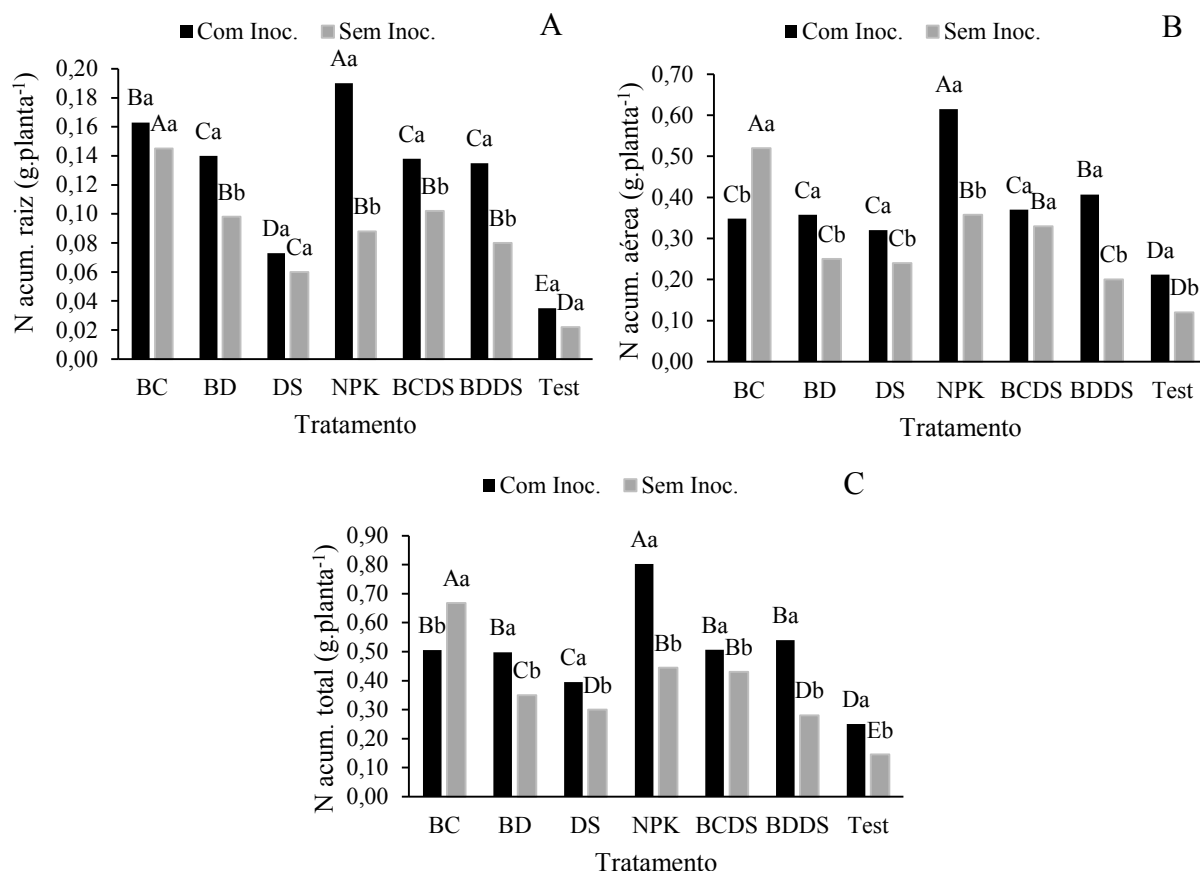 Com Inoc. Sem Inoc.
A
N acum. raiz (g.planta-1)
0,20
0,18
0,16
0,14
0,12
0,10
0,08
0,06
0,04
0,02
0,00
Ba Aa Ca Bb Da Ca Aa Bb Ca Bb Ca Bb Ea Da
BC BD DS NPK BCDS BDDS Test
Tratamento
Com Inoc. Sem Inoc.
B
N acum. aérea (g.planta-1)
0,70
0,60
0,50
0,40
0,30
0,20
0,10
0,00
Cb Aa Ca Cb Ca Cb Aa Bb Ca Ba Ba Cb Da Db
BC BD DS NPK BCDS BDDS Test
Tratamento
Com Inoc. Sem Inoc.
C
N acum. total (g.planta-1)
0,90
0,80
0,70
0,60
0,50
0,40
0,30
0,20
0,10
0,00
Bb Aa Ba Cb Ca Db Aa Bb Ba Bb Ba Db Da Eb
BC BD DS NPK BCDS BDDS Test
Tratamento